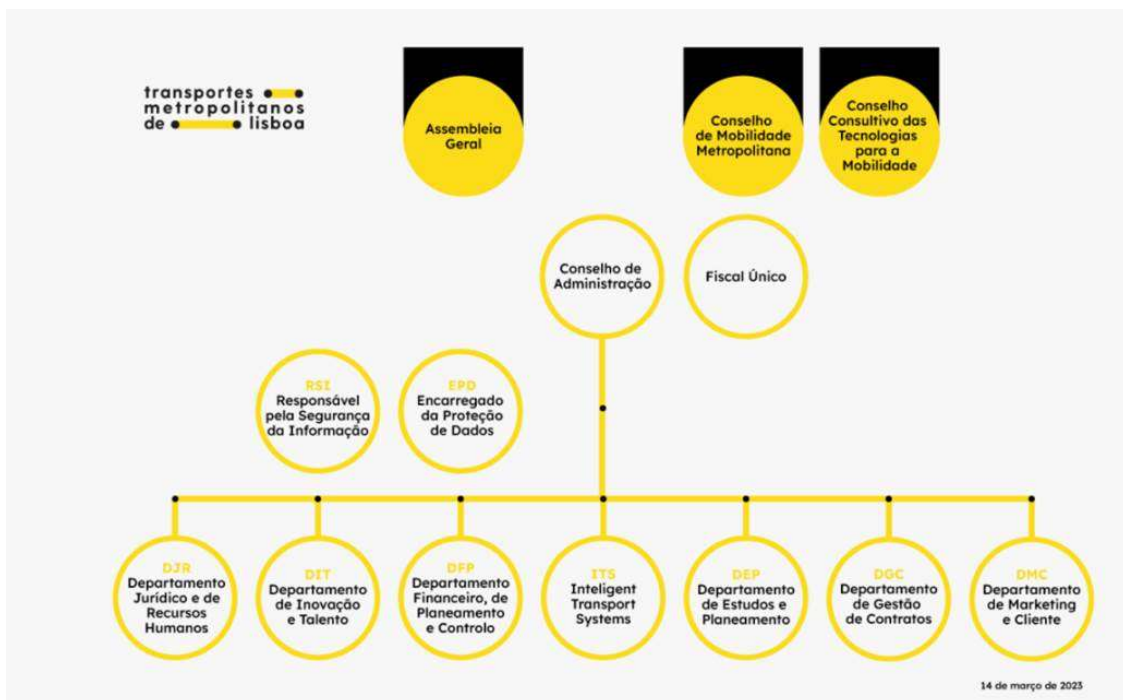 transportes
metropolitanos
de lisboa
Assembleia
Geral
Conselho
de Mobilidade
Metropolitana
Conselho
Consultivo das
Tecnologias
para a
Mobilidade
Conselho de
Administração
Fiscal Único
RSI
Responsável
pela Segurança
da Informação
EPD
Encarregado
da Proteção
de Dados
DJR
Departamento
Jurídico e de
Recursos
Humanos
DIT
Departamento
de Inovação
e Talento
DFP
Departamento
Financeiro, de
Planeamento
e Controlo
ITS
Inteligent
Transport
Systems
DEP
Departamento
de Estudos e
Planeamento
DGC
Departamento
de Gestão
de Contratos
DMC
Departamento
de Marketing
e Cliente
14 de março de 2023